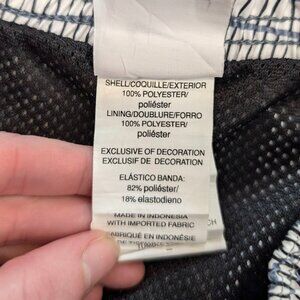 SHELL/COQUILLE/EXTERIOR
100% POLYESTER/
poliéster
LINING/DOUBLURE/FORRO
100% POLYESTER/
poliéster
EXCLUSIVE OF DECORATION
EXCLUSIF DE DECORATION
ELÁSTICO BANDA:
82% poliéster/
18% elastodieno
MADE IN INDONESIA
WITH IMPORTED FABRIC
FABRIQUÉ EN INDONÉSIE